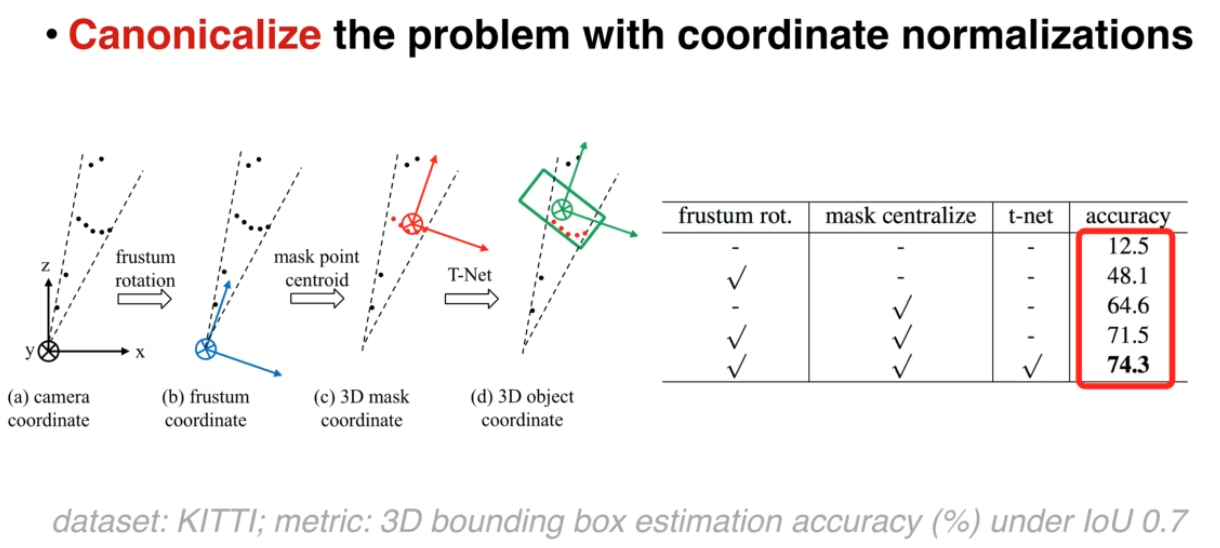 • Canonicalize the problem with coordinate normalizations
z
y
x
frustum
rotation
mask point
centroid
T-Net
(a) camera
coordinate
(b) frustum
coordinate
(c) 3D mask
coordinate
(d) 3D object
coordinate
frustum rot. mask centralize t-net accuracy
- - - 12.5
√ - - 48.1
- √ - 64.6
√ √ - 71.5
√ √ √ 74.3
dataset: KITTI; metric: 3D bounding box estimation accuracy (%) under IoU 0.7